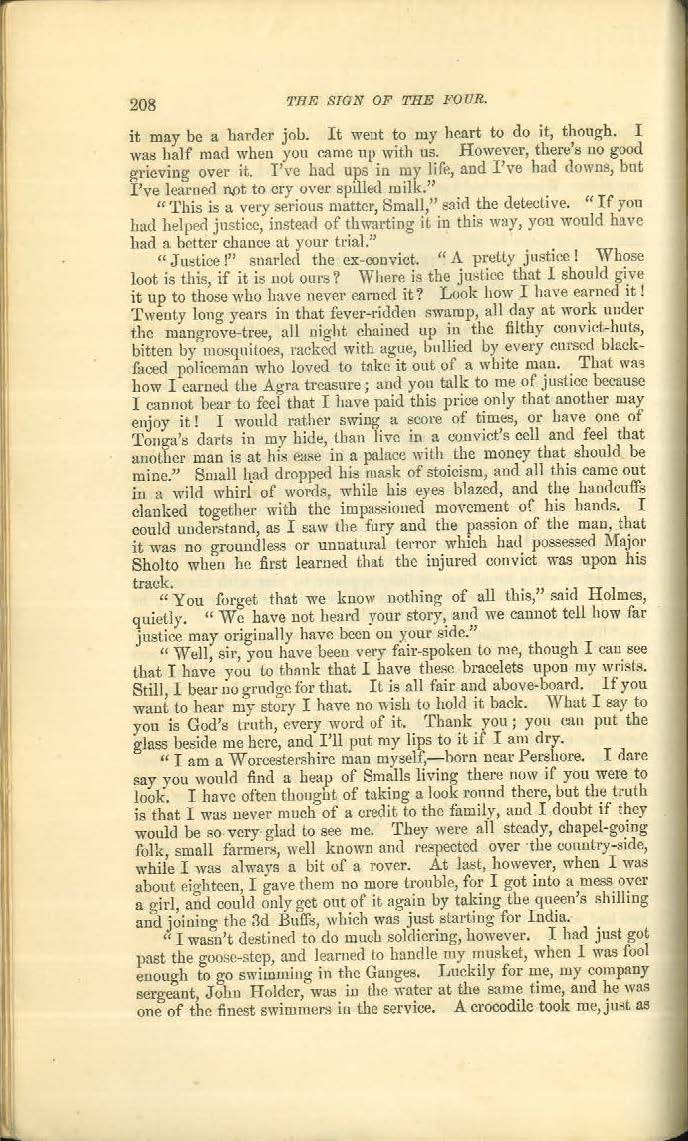 208
THE SIGN OF THE FOUR.
it may be a harder job. It went to my heart to do it, though. I
was half mad when you came up with us. However, there's no good
grieving over it. I've had ups in my life, and I've had downs, but
I've learned not to cry over spilled milk."
"This is a very serious matter, Small," said the detective. "If you
had helped justice, instead of thwarting it in this way, you would have
had a better chance at your trial."
"Justice!" snarled the ex-convict. "A pretty justice! Whose
loot is this, if it is not ours? Where is the justice that I should give
it up to those who have never earned it? Look how I have earned it!
Twenty long years in that fever-ridden swamp, all day at work under
the mangrove-tree, all night chained up in the filthy convict-huts,
bitten by mosquitoes, racked with ague, bullied by every cursed black-
faced policeman who loved to take it out of a white man. That was
how I earned the Agra treasure; and you talk to me of justice because
I cannot bear to feel that I have paid this price only that another may
enjoy it! I would rather swing a score of times, or have one of
Tonga's darts in my hide, than live in a convict's cell and feel that
another man is at his ease in a palace with the money that should be
mine." Small had dropped his mask of stoicism, and all this came out
in a wild whirl of words, while his eyes blazed, and the handcuffs
clanked together with the impassioned movement of his hands. I
could understand, as I saw the fury and the passion of the man, that
it was no groundless or unnatural terror which had possessed Major
Sholto when he first learned that the injured convict was upon his
track.
"You forget that we know nothing of all this," said Holmes,
quietly. "We have not heard your story, and we cannot tell how far
justice may originally have been on your side."
"Well, sir, you have been very fair-spoken to me, though I can see
that I have you to thank that I have these bracelets upon my wrists.
Still, I bear no grudge for that. It is all fair and above-board. If you
want to hear my story I have no wish to hold it back. What I say to
you is God's truth, every word of it. Thank you; you can put the
glass beside me here, and I'll put my lips to it if I am dry.
"I am a Worcestershire man myself,—born near Pershore. I dare
say you would find a heap of Smalls living there now if you were to
look. I have often thought of taking a look round there, but the truth
is that I was never much of a credit to the family, and I doubt if they
would be so very glad to see me. They were all steady, chapel-going
folk, small farmers, well known and respected over the country-side,
while I was always a bit of a rover. At last, however, when I was
about eighteen, I gave them no more trouble, for I got into a mess over
a girl, and could only get out of it again by taking the queen's shilling
and joining the 3d Buffs, which was just starting for India.
"I wasn't destined to do much soldiering, however. I had just got
past the goose-step, and learned to handle my musket, when I was fool
enough to go swimming in the Ganges. Luckily for me, my company
sergeant, John Holder, was in the water at the same time, and he was
one of the finest swimmers in the service. A crocodile took me, just as